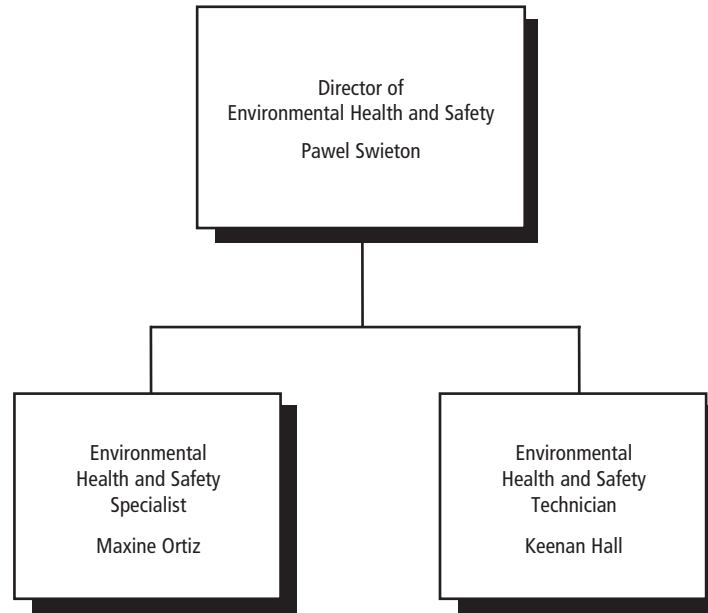 Director of
Environmental Health and Safety
Pawel Swieton
Environmental
Health and Safety
Specialist
Maxine Ortiz
Environmental
Health and Safety
Technician
Keenan Hall